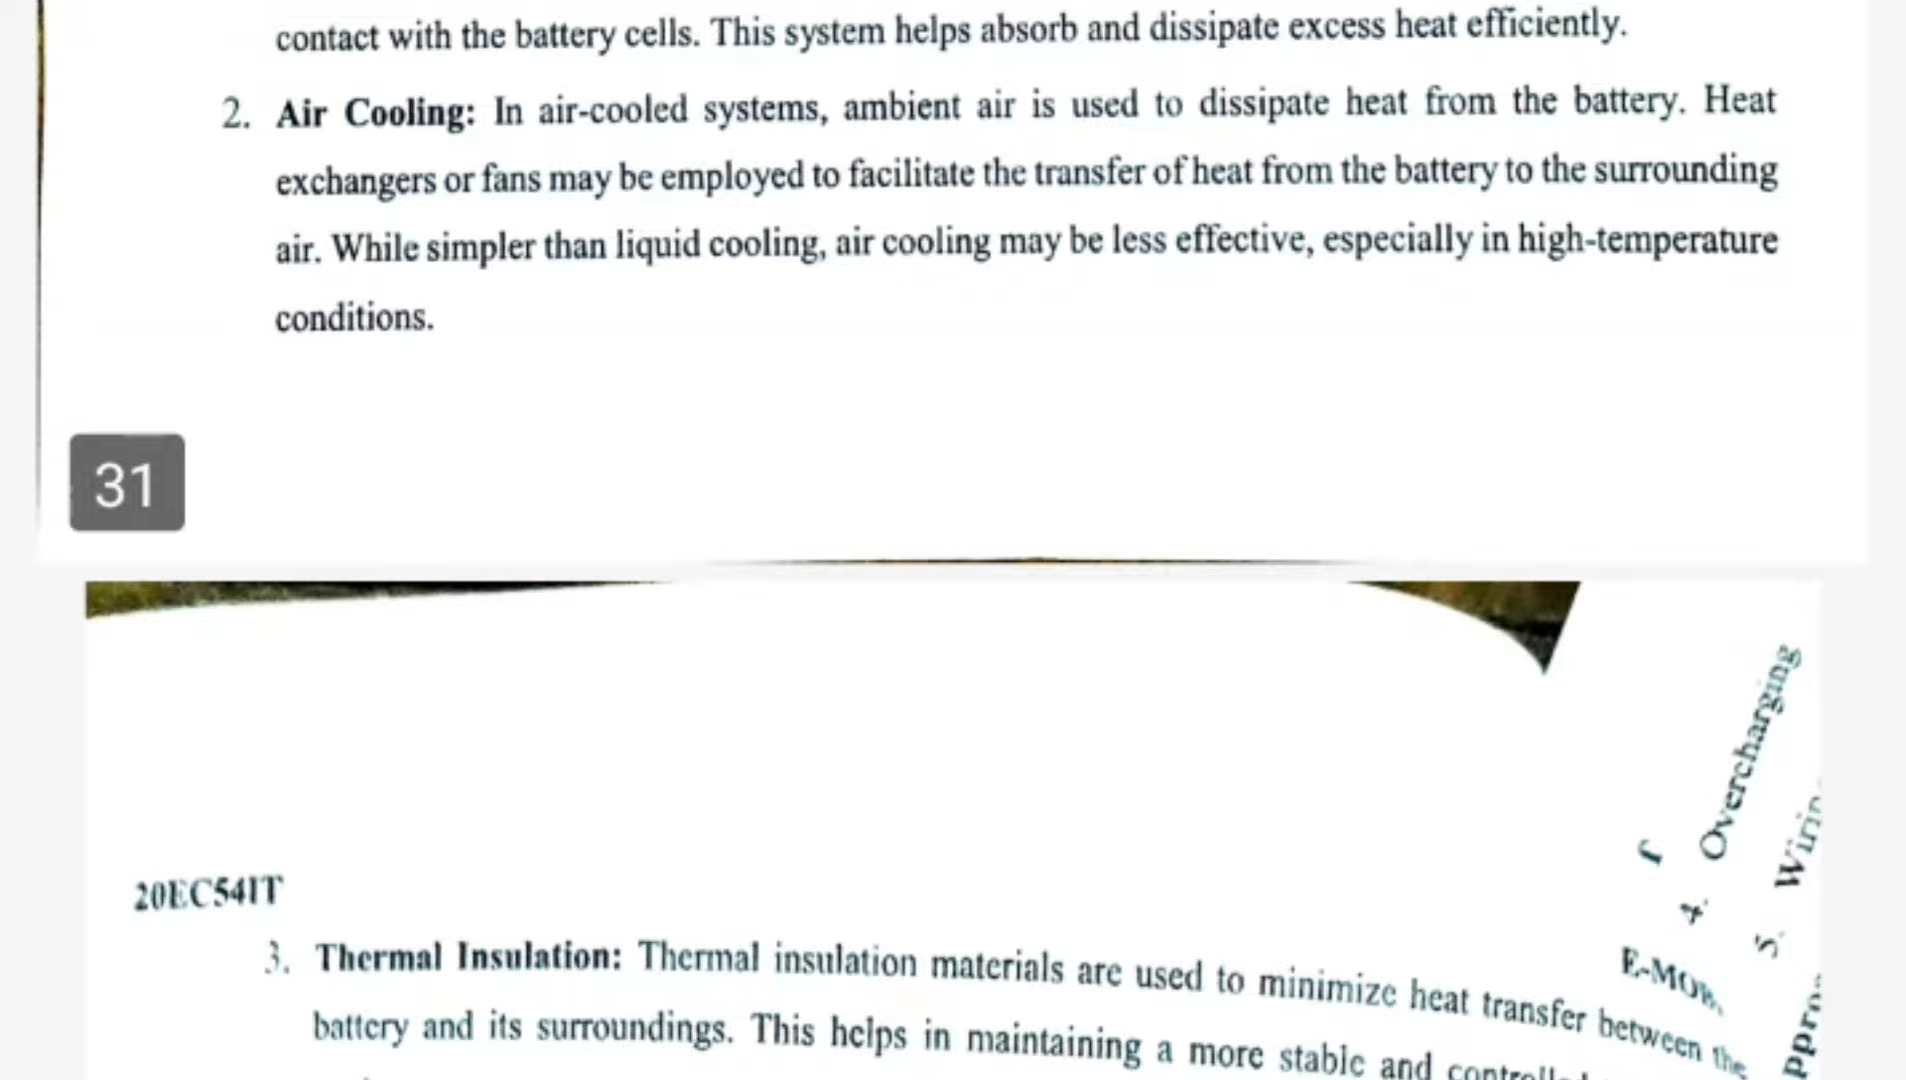 contact with the battery cells. This system helps absorb and dissipate excess heat efficiently.
2. Air Cooling: In air-cooled systems, ambient air is used to dissipate heat from the battery. Heat
exchangers or fans may be employed to facilitate the transfer of heat from the battery to the surrounding
air. While simpler than liquid cooling, air cooling may be less effective, especially in high-temperature
conditions.
31
20EC54IT
3. Thermal Insulation: Thermal insulation materials are used to minimize heat transfer between the
battery and its surroundings. This helps in maintaining a more stable and
4. Overcharging
5.